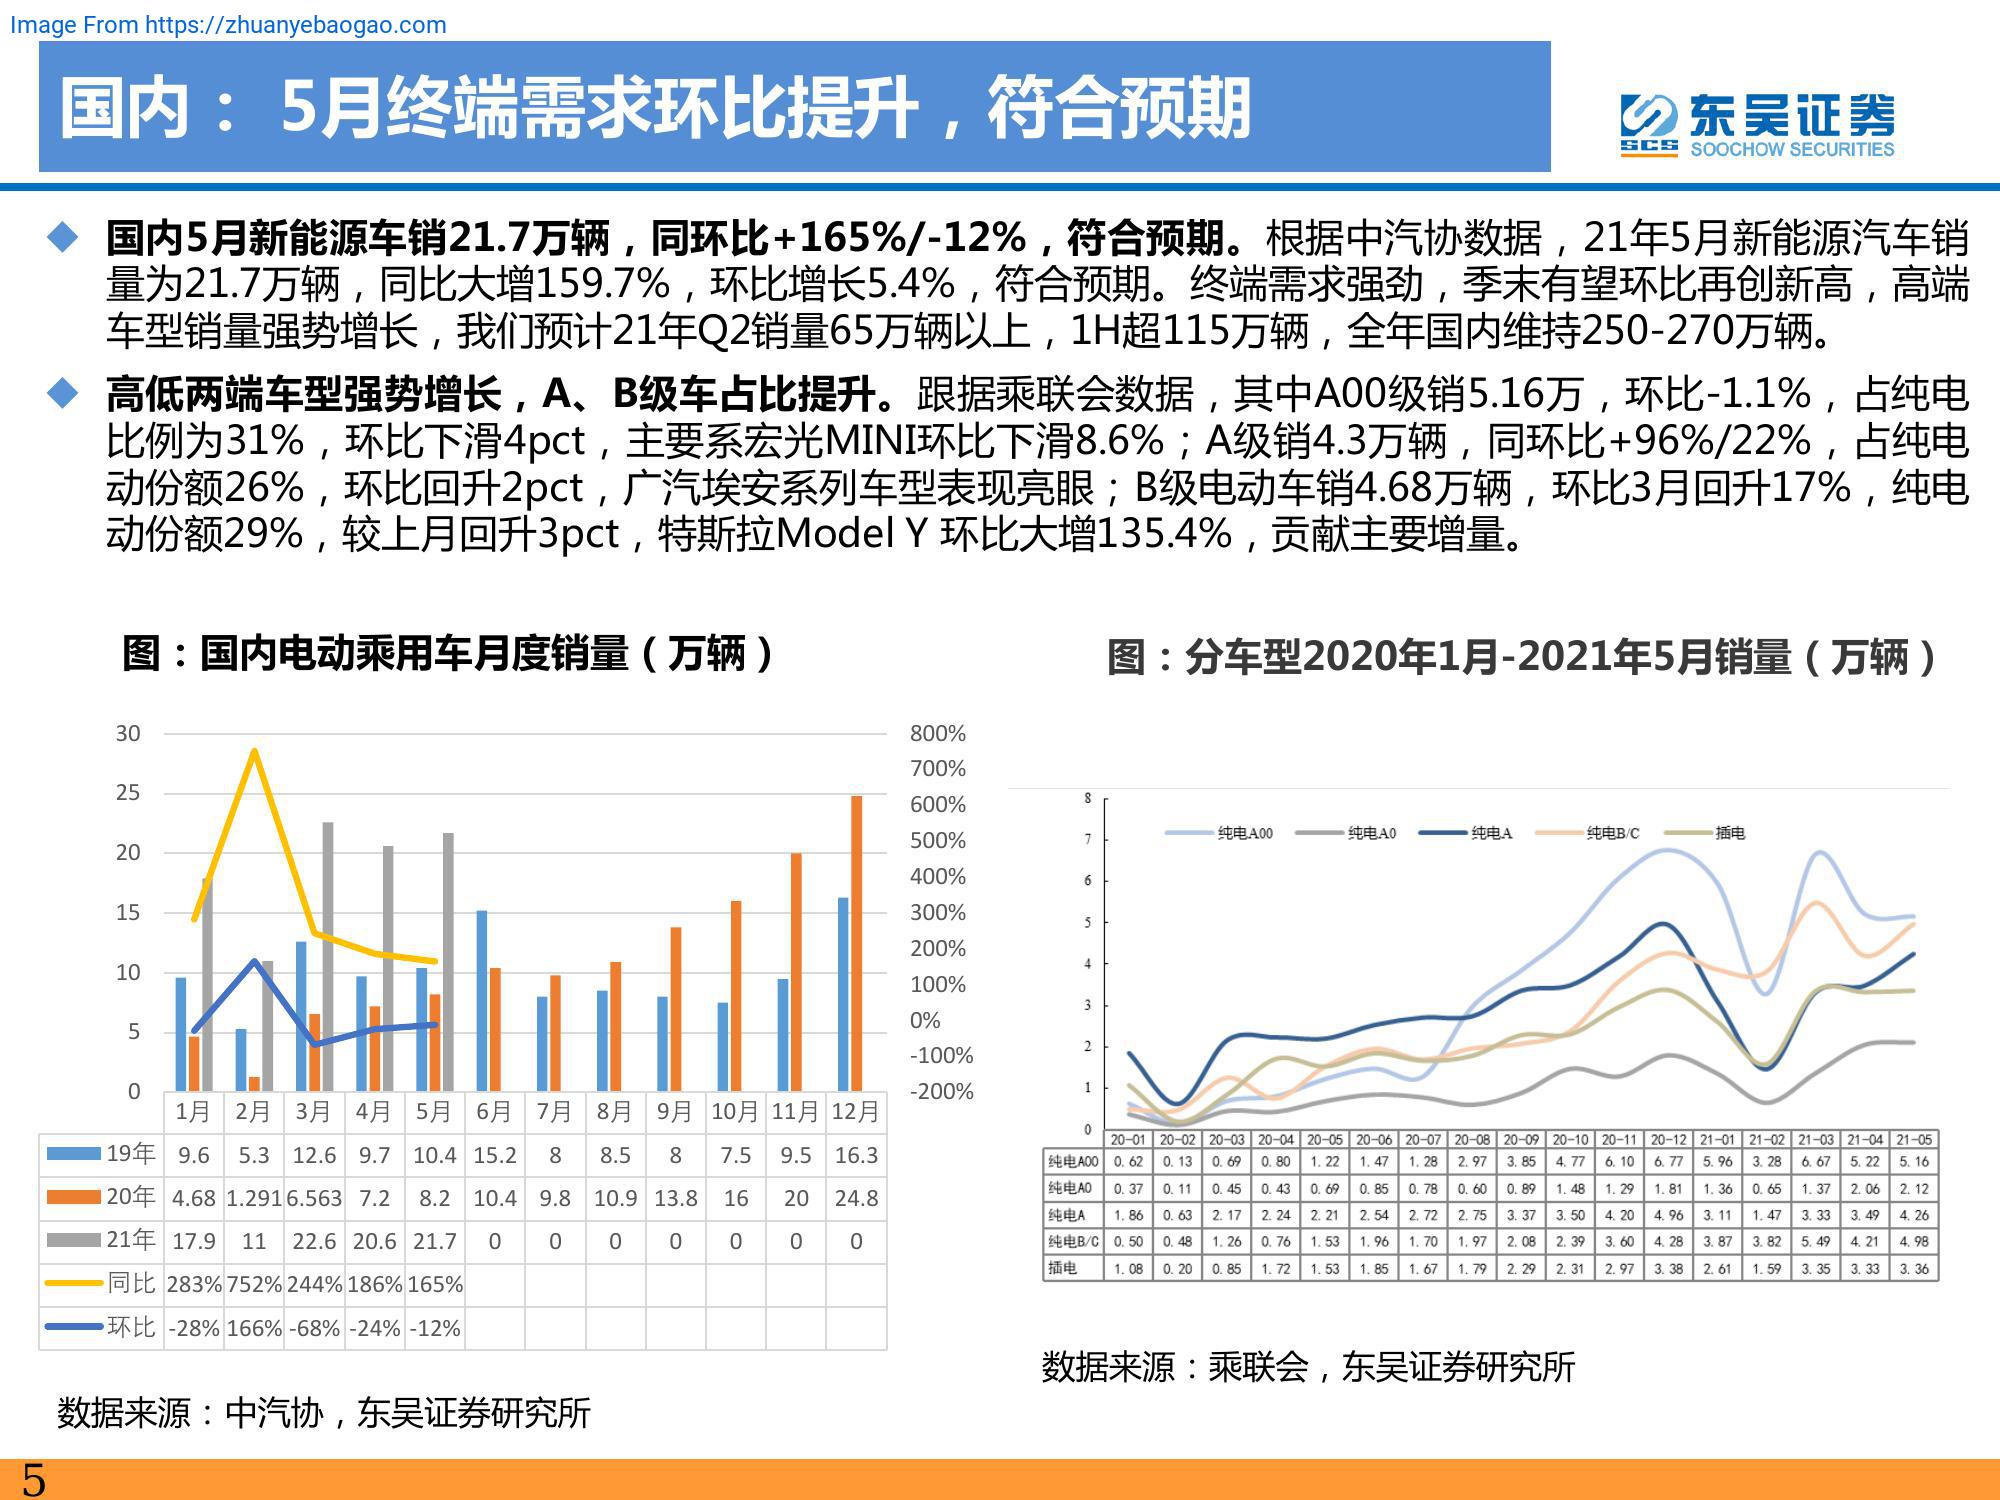 Image From https://zhuanyebaogao.com
国内： 5月终端需求环比提升，符合预期
东吴证券
SCS
SOOCHOW SECURITIES
国内5月新能源车销21.7万辆，同环比+165%/-12%，符合预期。根据中汽协数据，21年5月新能源汽车销
量为21.7万辆，同比大增159.7%，环比增长5.4%，符合预期。终端需求强劲，季末有望环比再创新高，高端
车型销量强势增长，我们预计21年Q2销量65万辆以上，1H超115万辆，全年国内维持250-270万辆。
高低两端车型强势增长，A、B级车占比提升。跟据乘联会数据，其中A00级销5.16万，环比-1.1%，占纯电
比例为31%，环比下滑4pct，主要系宏光MINI环比下滑8.6%；A级销4.3万辆，同环比+96%/22%，占纯电
动份额26%，环比回升2pct，广汽埃安系列车型表现亮眼；B级电动车销4.68万辆，环比3月回升17%，纯电
动份额29%，较上月回升3pct，特斯拉Model Y 环比大增135.4%，贡献主要增量。
图：国内电动乘用车月度销量（万辆）
30
25
20
15
10
5
0
800%
700%
600%
500%
400%
300%
200%
100%
0%
-100%
-200%
1月 2月 3月 4月 5月 6月 7月 8月 9月 10月 11月 12月
19年 9.6 5.3 12.6 9.7 10.4 15.2 8 8.5 8 7.5 9.5 16.3
20年 4.68 1.291 6.563 7.2 8.2 10.4 9.8 10.9 13.8 16 20 24.8
21年 17.9 11 22.6 20.6 21.7 0 0 0 0 0 0 0
同比 283% 752% 244% 186% 165%
环比 -28% 166% -68% -24% -12%
数据来源：中汽协，东吴证券研究所
图：分车型2020年1月-2021年5月销量（万辆）
8
7
6
5
4
3
2
1
0
纯电A00 纯电A0 纯电A 纯电B/C 插电
20-01 20-02 20-03 20-04 20-05 20-06 20-07 20-08 20-09 20-10 20-11 20-12 21-01 21-02 21-03 21-04 21-05
纯电A00 0.62 0.13 0.69 0.80 1.22 1.47 1.28 2.97 3.85 4.77 6.10 6.77 5.96 3.28 6.67 5.22 5.16
纯电A0 0.37 0.11 0.45 0.43 0.69 0.85 0.78 0.60 0.89 1.48 1.29 1.81 1.36 0.65 1.37 2.06 2.12
纯电A 1.86 0.63 2.17 2.24 2.21 2.54 2.72 2.75 3.37 3.50 4.20 4.96 3.11 1.47 3.33 3.49 4.26
纯电B/C 0.50 0.48 1.26 0.76 1.53 1.96 1.70 1.97 2.08 2.39 3.60 4.28 3.87 3.82 5.49 4.21 4.98
插电 1.08 0.20 0.85 1.72 1.53 1.85 1.67 1.79 2.29 2.31 2.97 3.38 2.61 1.59 3.35 3.33 3.36
数据来源：乘联会，东吴证券研究所
5